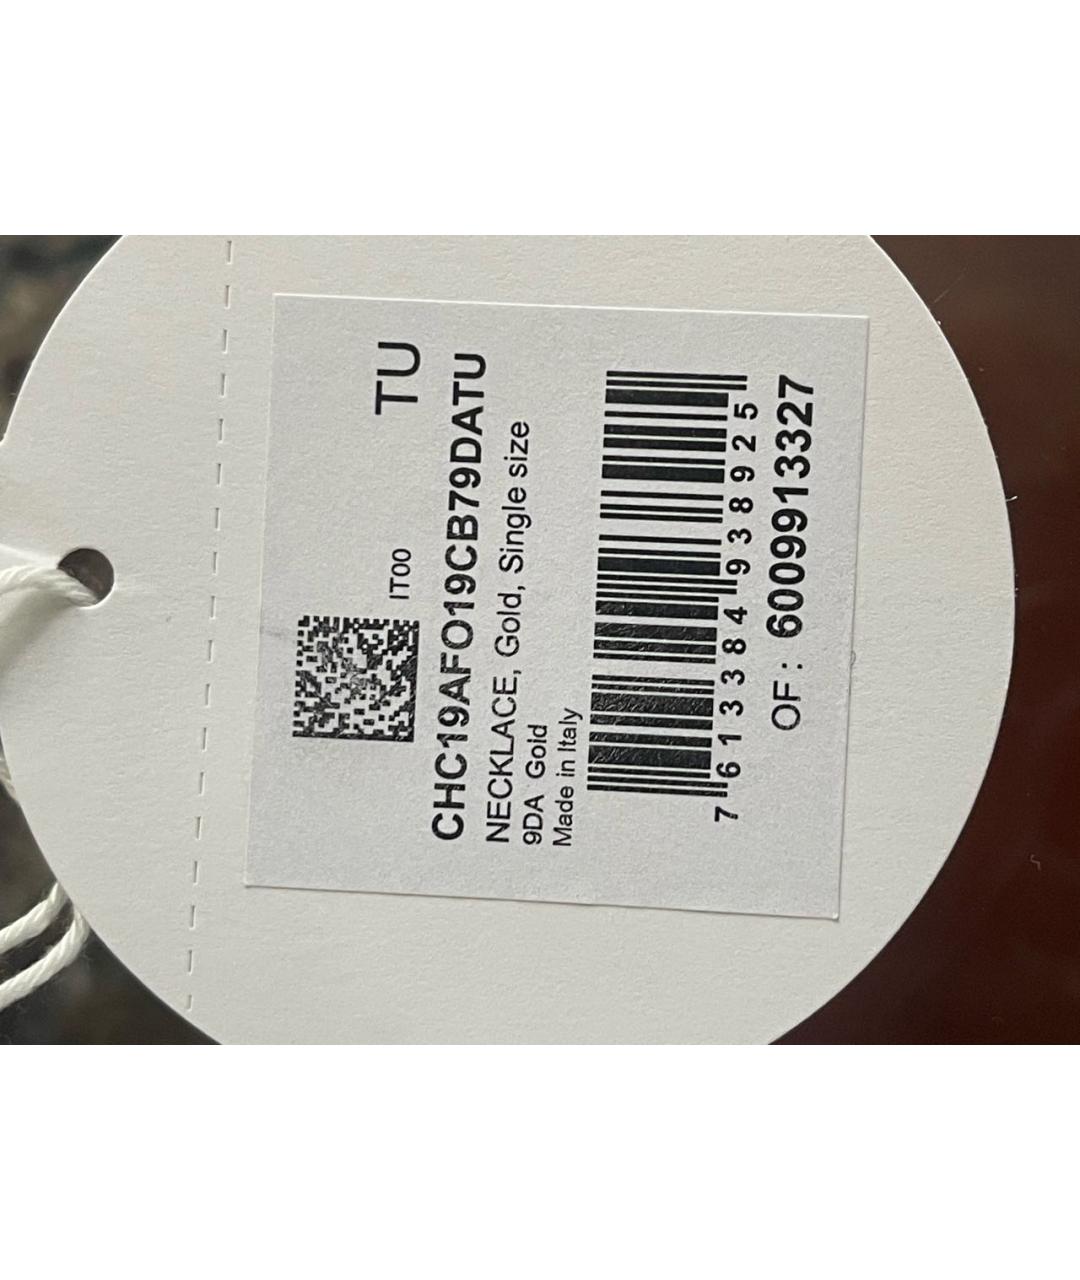 TU
IT00
CHC19AFO19CB79DATU
NECKLACE, Gold, Single size
9DA Gold
Made in Italy
7 613384 938925
OF : 6009913327